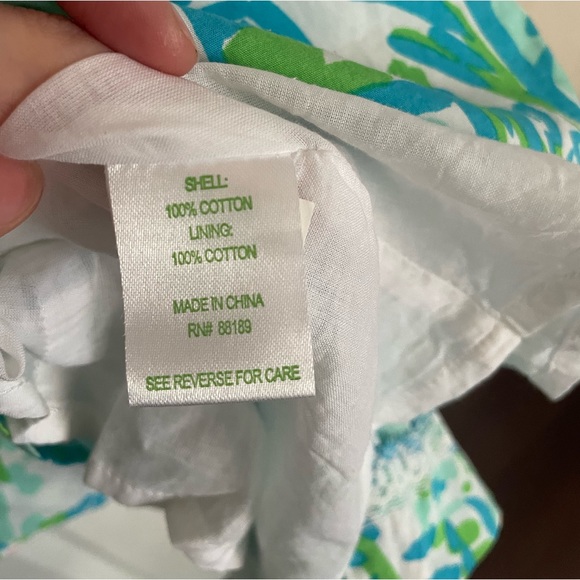 SHELL:
100% COTTON
LINING:
100% COTTON
MADE IN CHINA
RN# 88189
SEE REVERSE FOR CARE